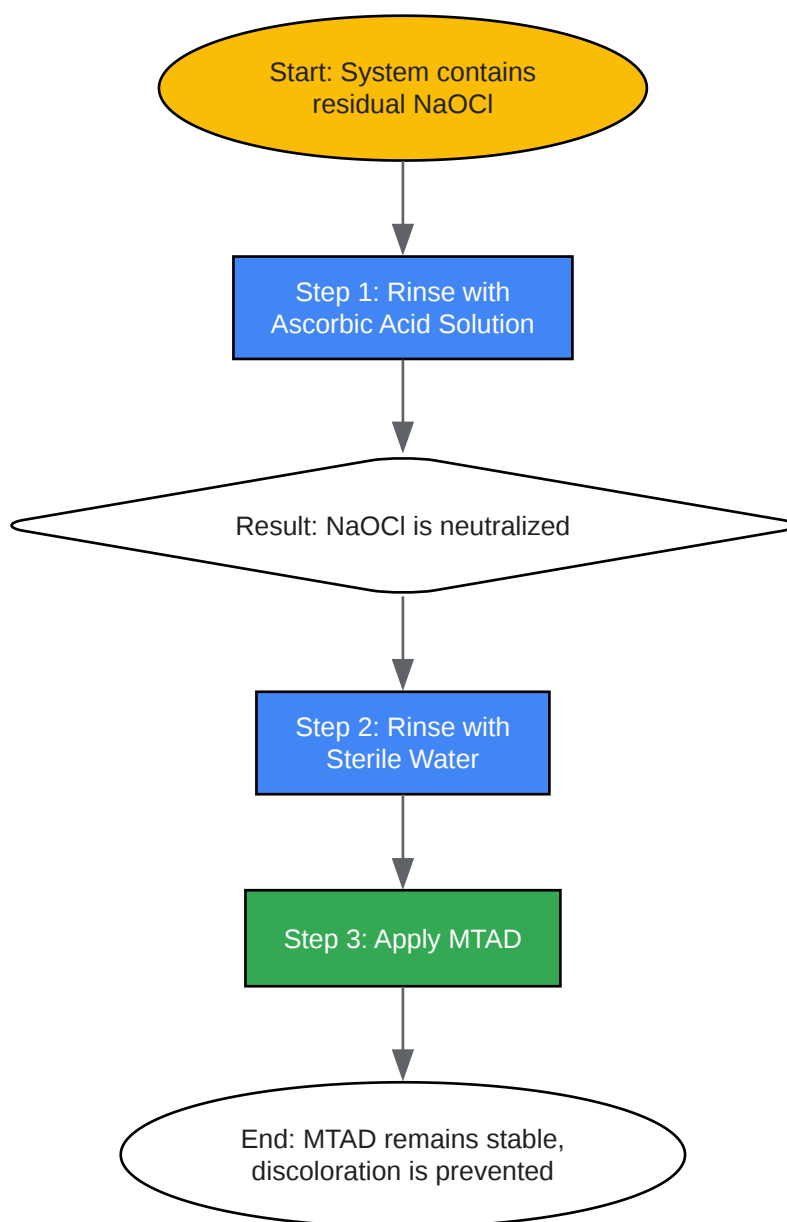 Start: System contains
residual NaOCl
Step 1: Rinse with
Ascorbic Acid Solution
Result: NaOCl is neutralized
Step 2: Rinse with
Sterile Water
Step 3: Apply MTAD
End: MTAD remains stable,
discoloration is prevented